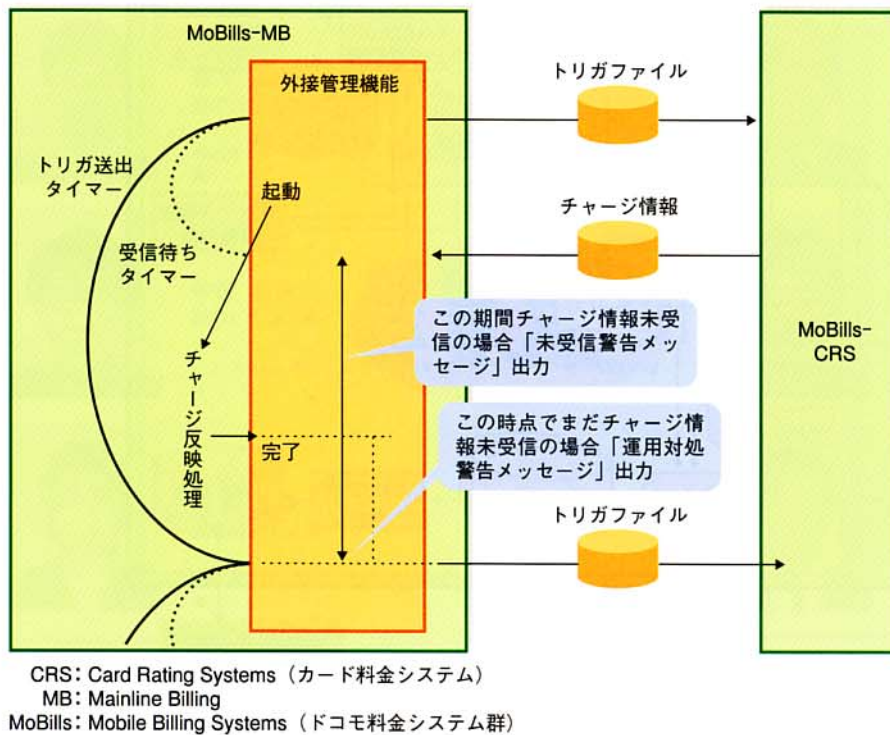 MoBills-MB
外接管理機能
トリガファイル
トリガ送出
タイマー
起動
チャージ情報
受信待ち
タイマー
この期間チャージ情報未受
信の場合「未受信警告メッ
セージ」出力
MoBills-
CRS
チャージ反映処理
この時点でまだチャージ情
報未受信の場合「運用対処
警告メッセージ」出力
完了
トリガファイル
CRS：Card Rating Systems（カード料金システム）
MB：Mainline Billing
MoBills：Mobile Billing Systems（ドコモ料金システム群）